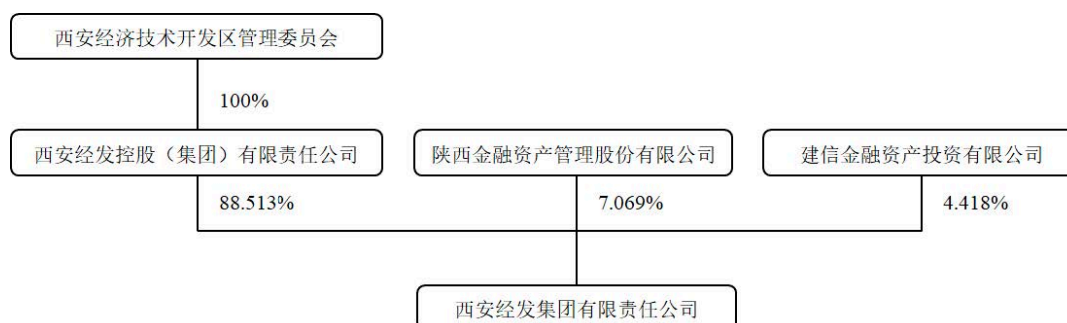 西安经济技术开发区管理委员会
100%
西安经发控股（集团）有限责任公司
陕西金融资产管理股份有限公司
建信金融资产投资有限公司
88.513%
7.069%
4.418%
西安经发集团有限责任公司